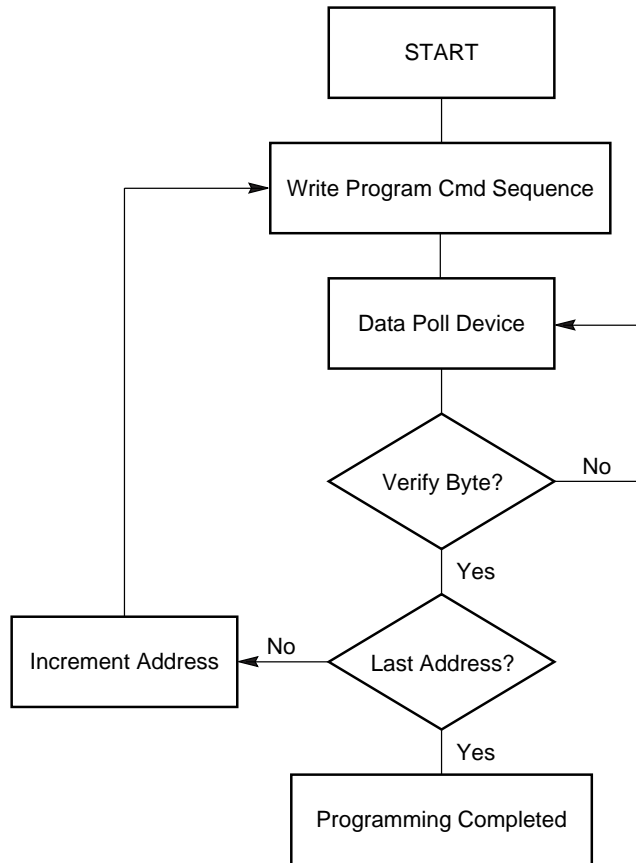 START
Write Program Cmd Sequence
Data Poll Device
Verify Byte?
No
Yes
Increment Address
No
Last Address?
Yes
Programming Completed